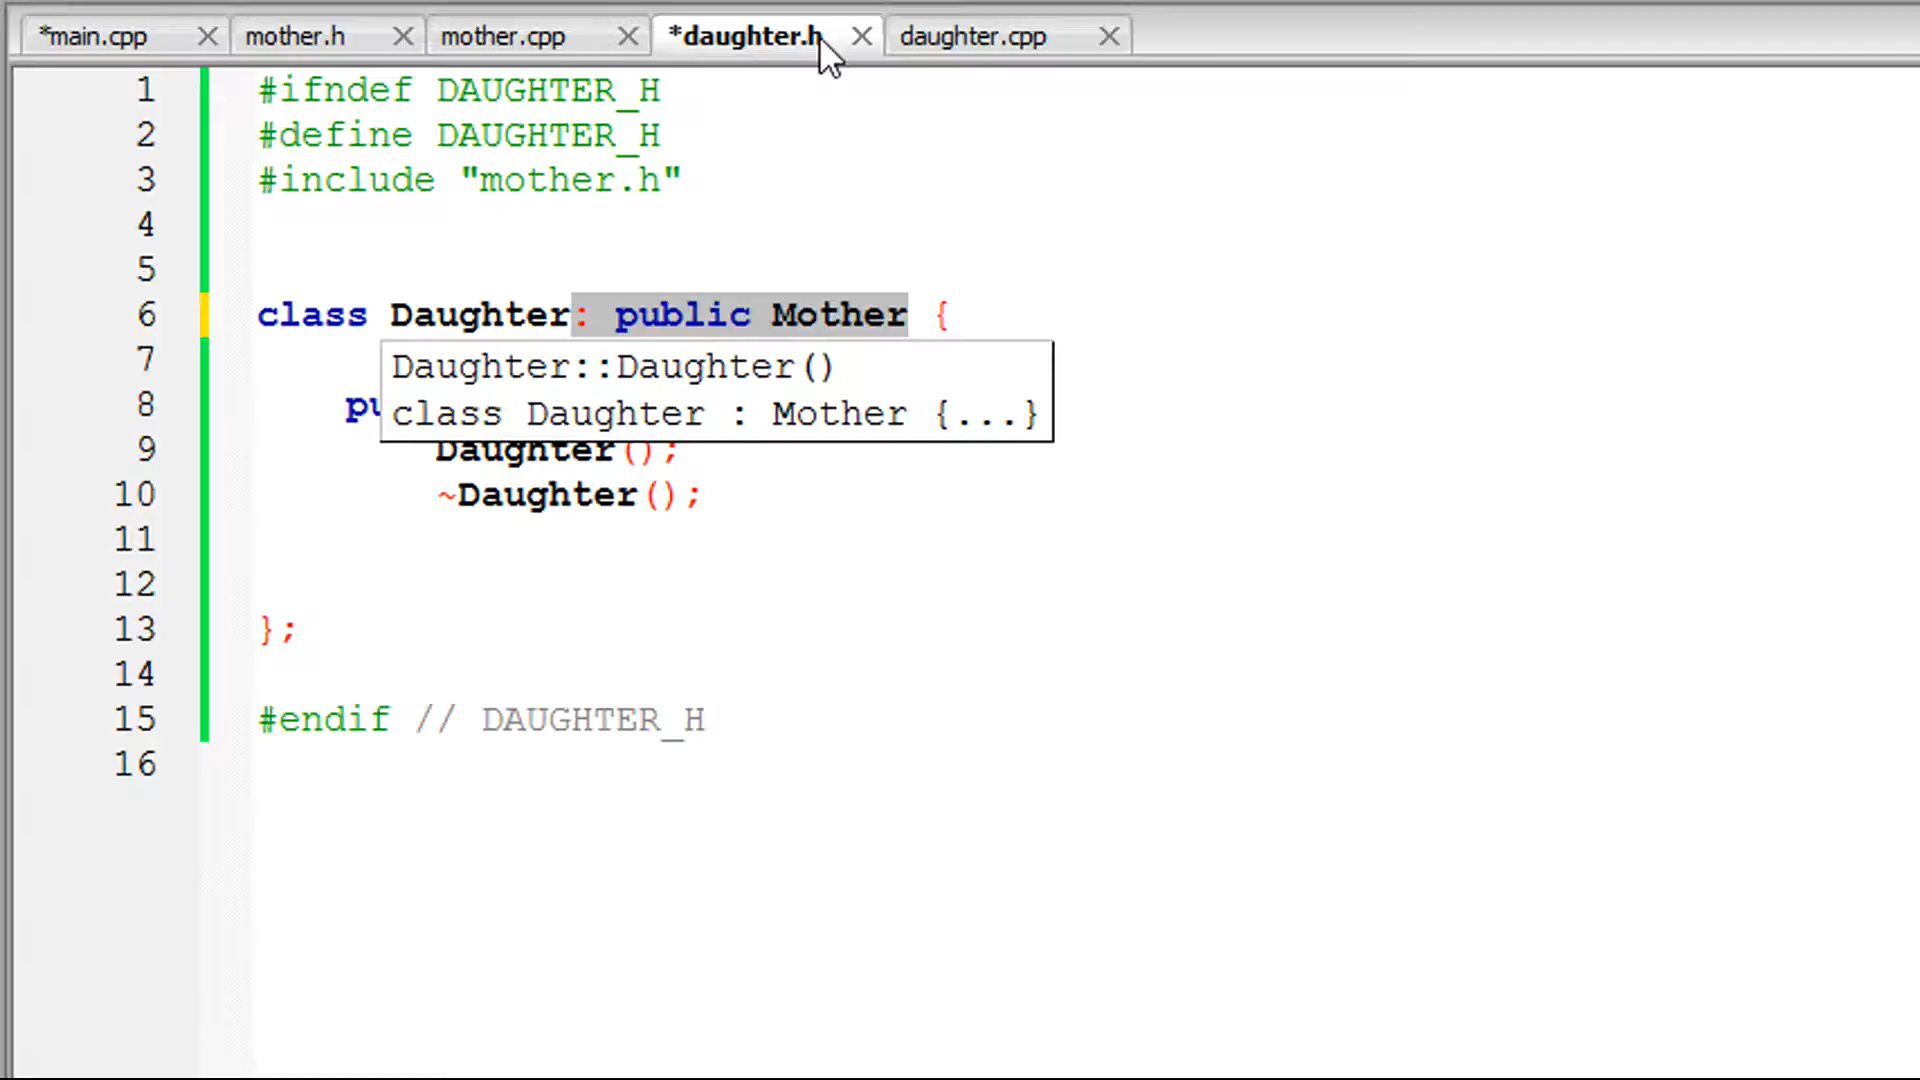 *main.cpp mother.h mother.cpp *daughter.h daughter.cpp
1 #ifndef DAUGHTER_H
2 #define DAUGHTER_H
3 #include "mother.h"
4
5
6 class Daughter: public Mother {
7 Daughter::Daughter()
8 pu class Daughter : Mother {...}
9 Daughter();
10 ~Daughter();
11
12
13 };
14
15 #endif // DAUGHTER_H
16